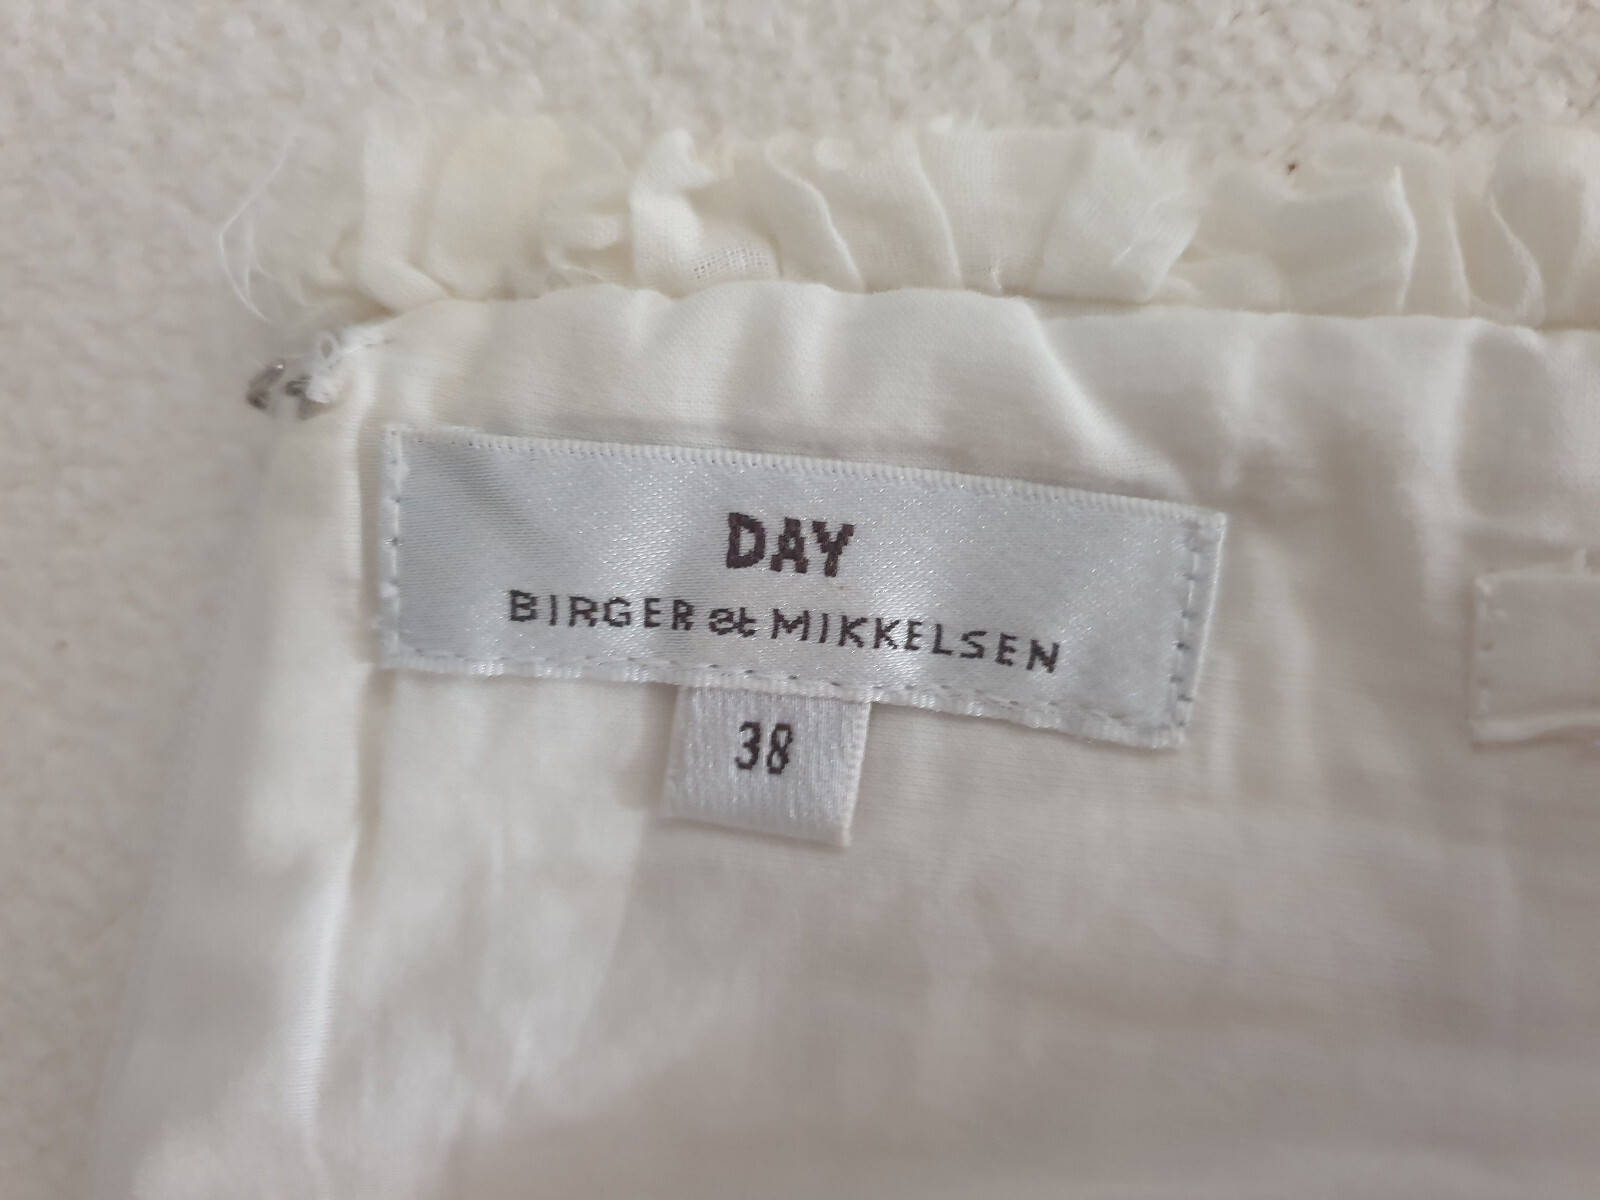 DAY
BIRGER et MIKKELSEN
38